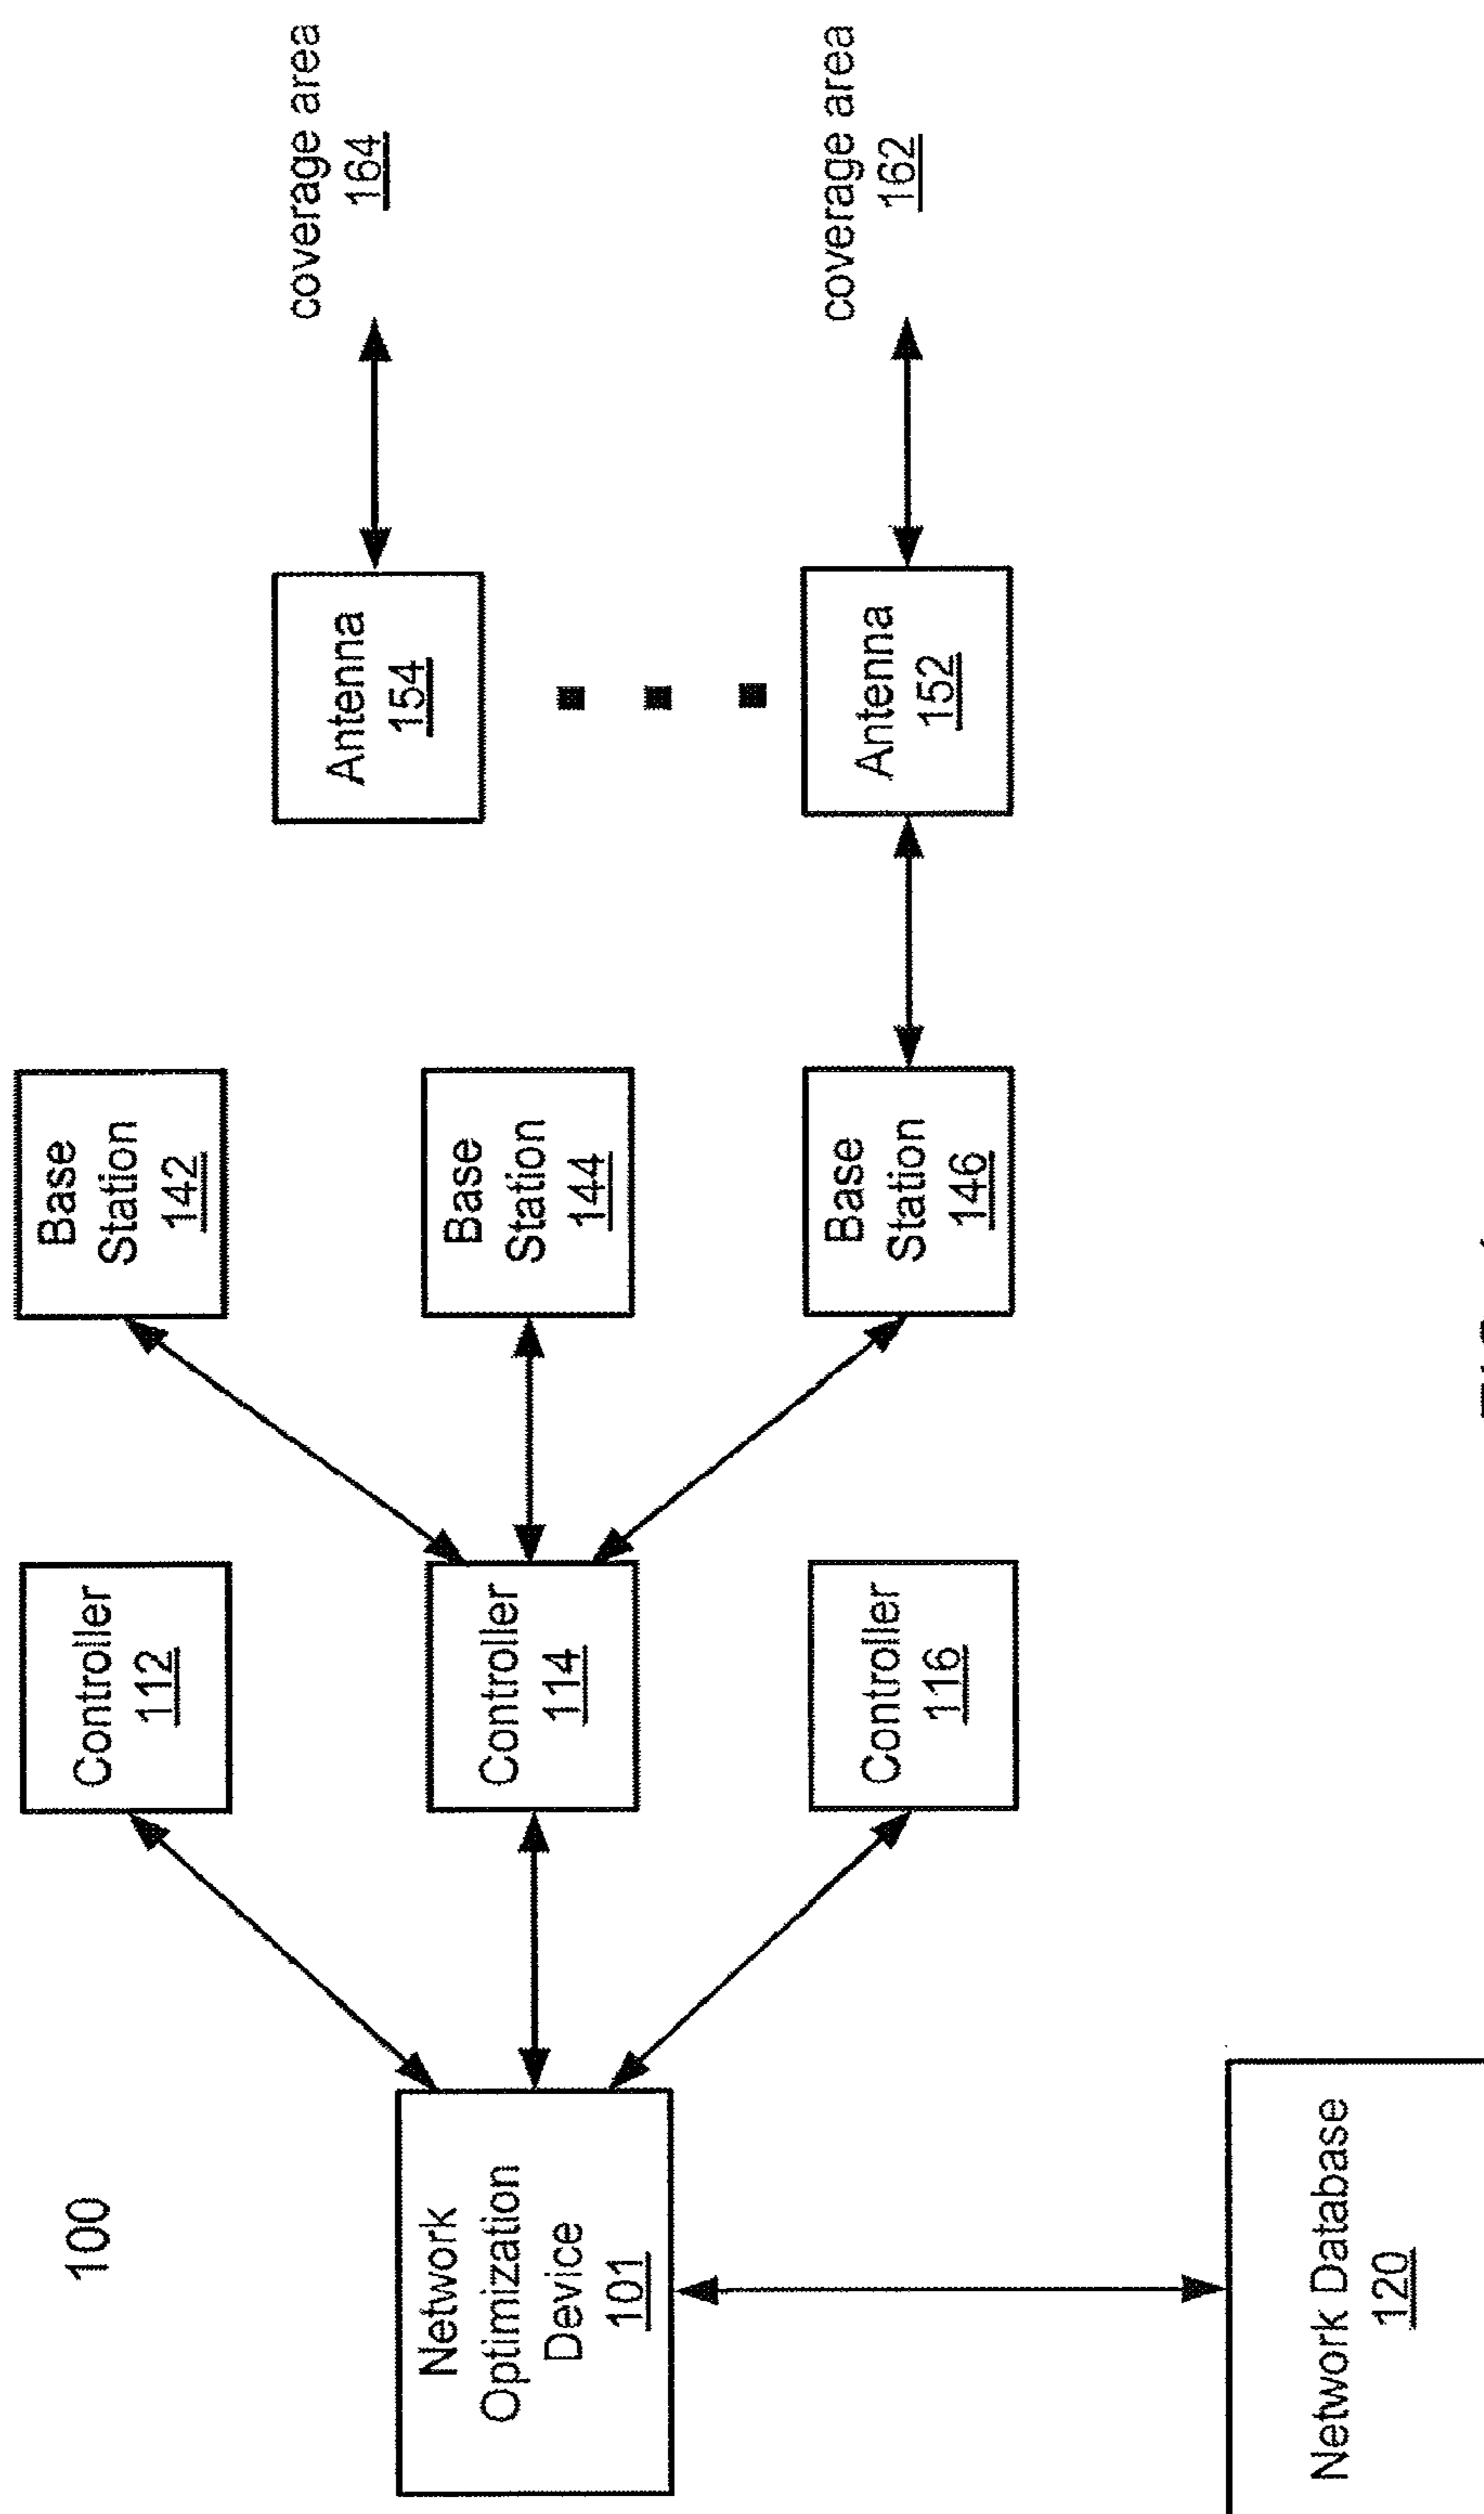 100
Network
Optimization
Device
101
Controller
112
Controller
114
Controller
116
Base
Station
142
Base
Station
144
Base
Station
146
Antenna
154
Antenna
152
coverage area
164
coverage area
162
Network Database
120